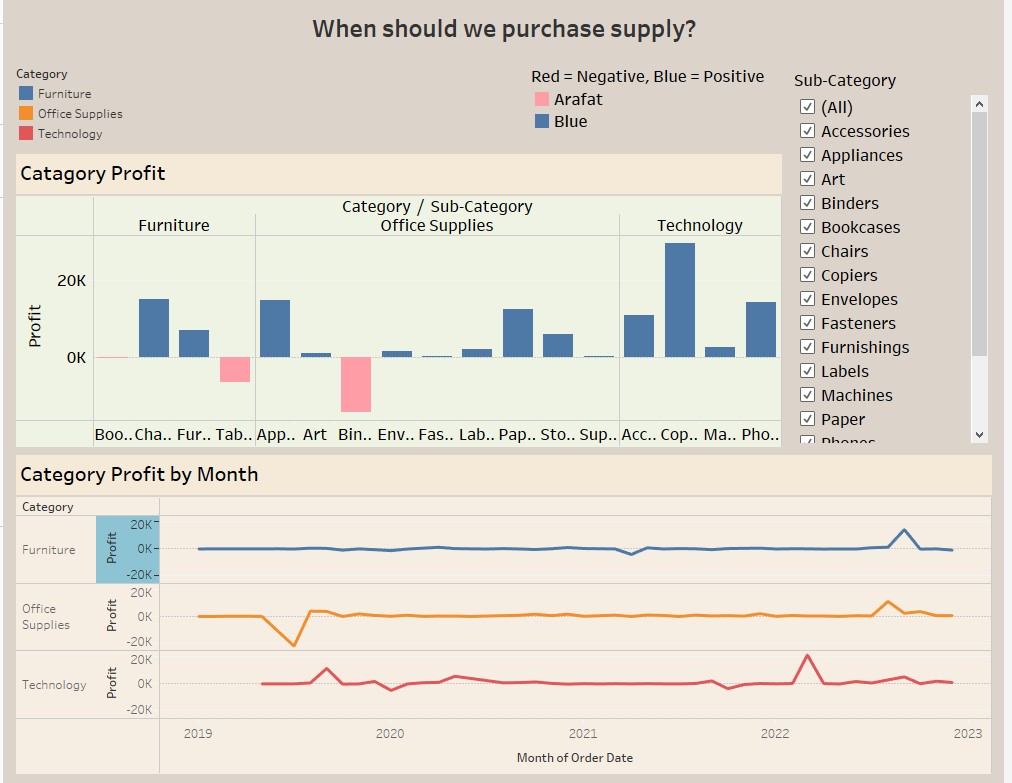 When should we purchase supply?
Category
Furniture
Office Supplies
Technology
Red = Negative, Blue = Positive
Arafat
Blue
Sub-Category
(All)
Accessories
Appliances
Art
Binders
Bookcases
Chairs
Copiers
Envelopes
Fasteners
Furnishings
Labels
Machines
Paper
Phones
Catagory Profit
Category / Sub-Category
Furniture Office Supplies Technology
Profit
20K
0K
Boo.. Cha.. Fur.. Tab.. App.. Art Bin.. Env.. Fas.. Lab.. Pap.. Sto.. Sup.. Acc.. Cop.. Ma.. Pho..
Category Profit by Month
Category
Furniture
Profit
20K
0K
-20K
Office
Supplies
Profit
20K
0K
-20K
Technology
Profit
20K
0K
-20K
2019 2020 2021 2022 2023
Month of Order Date